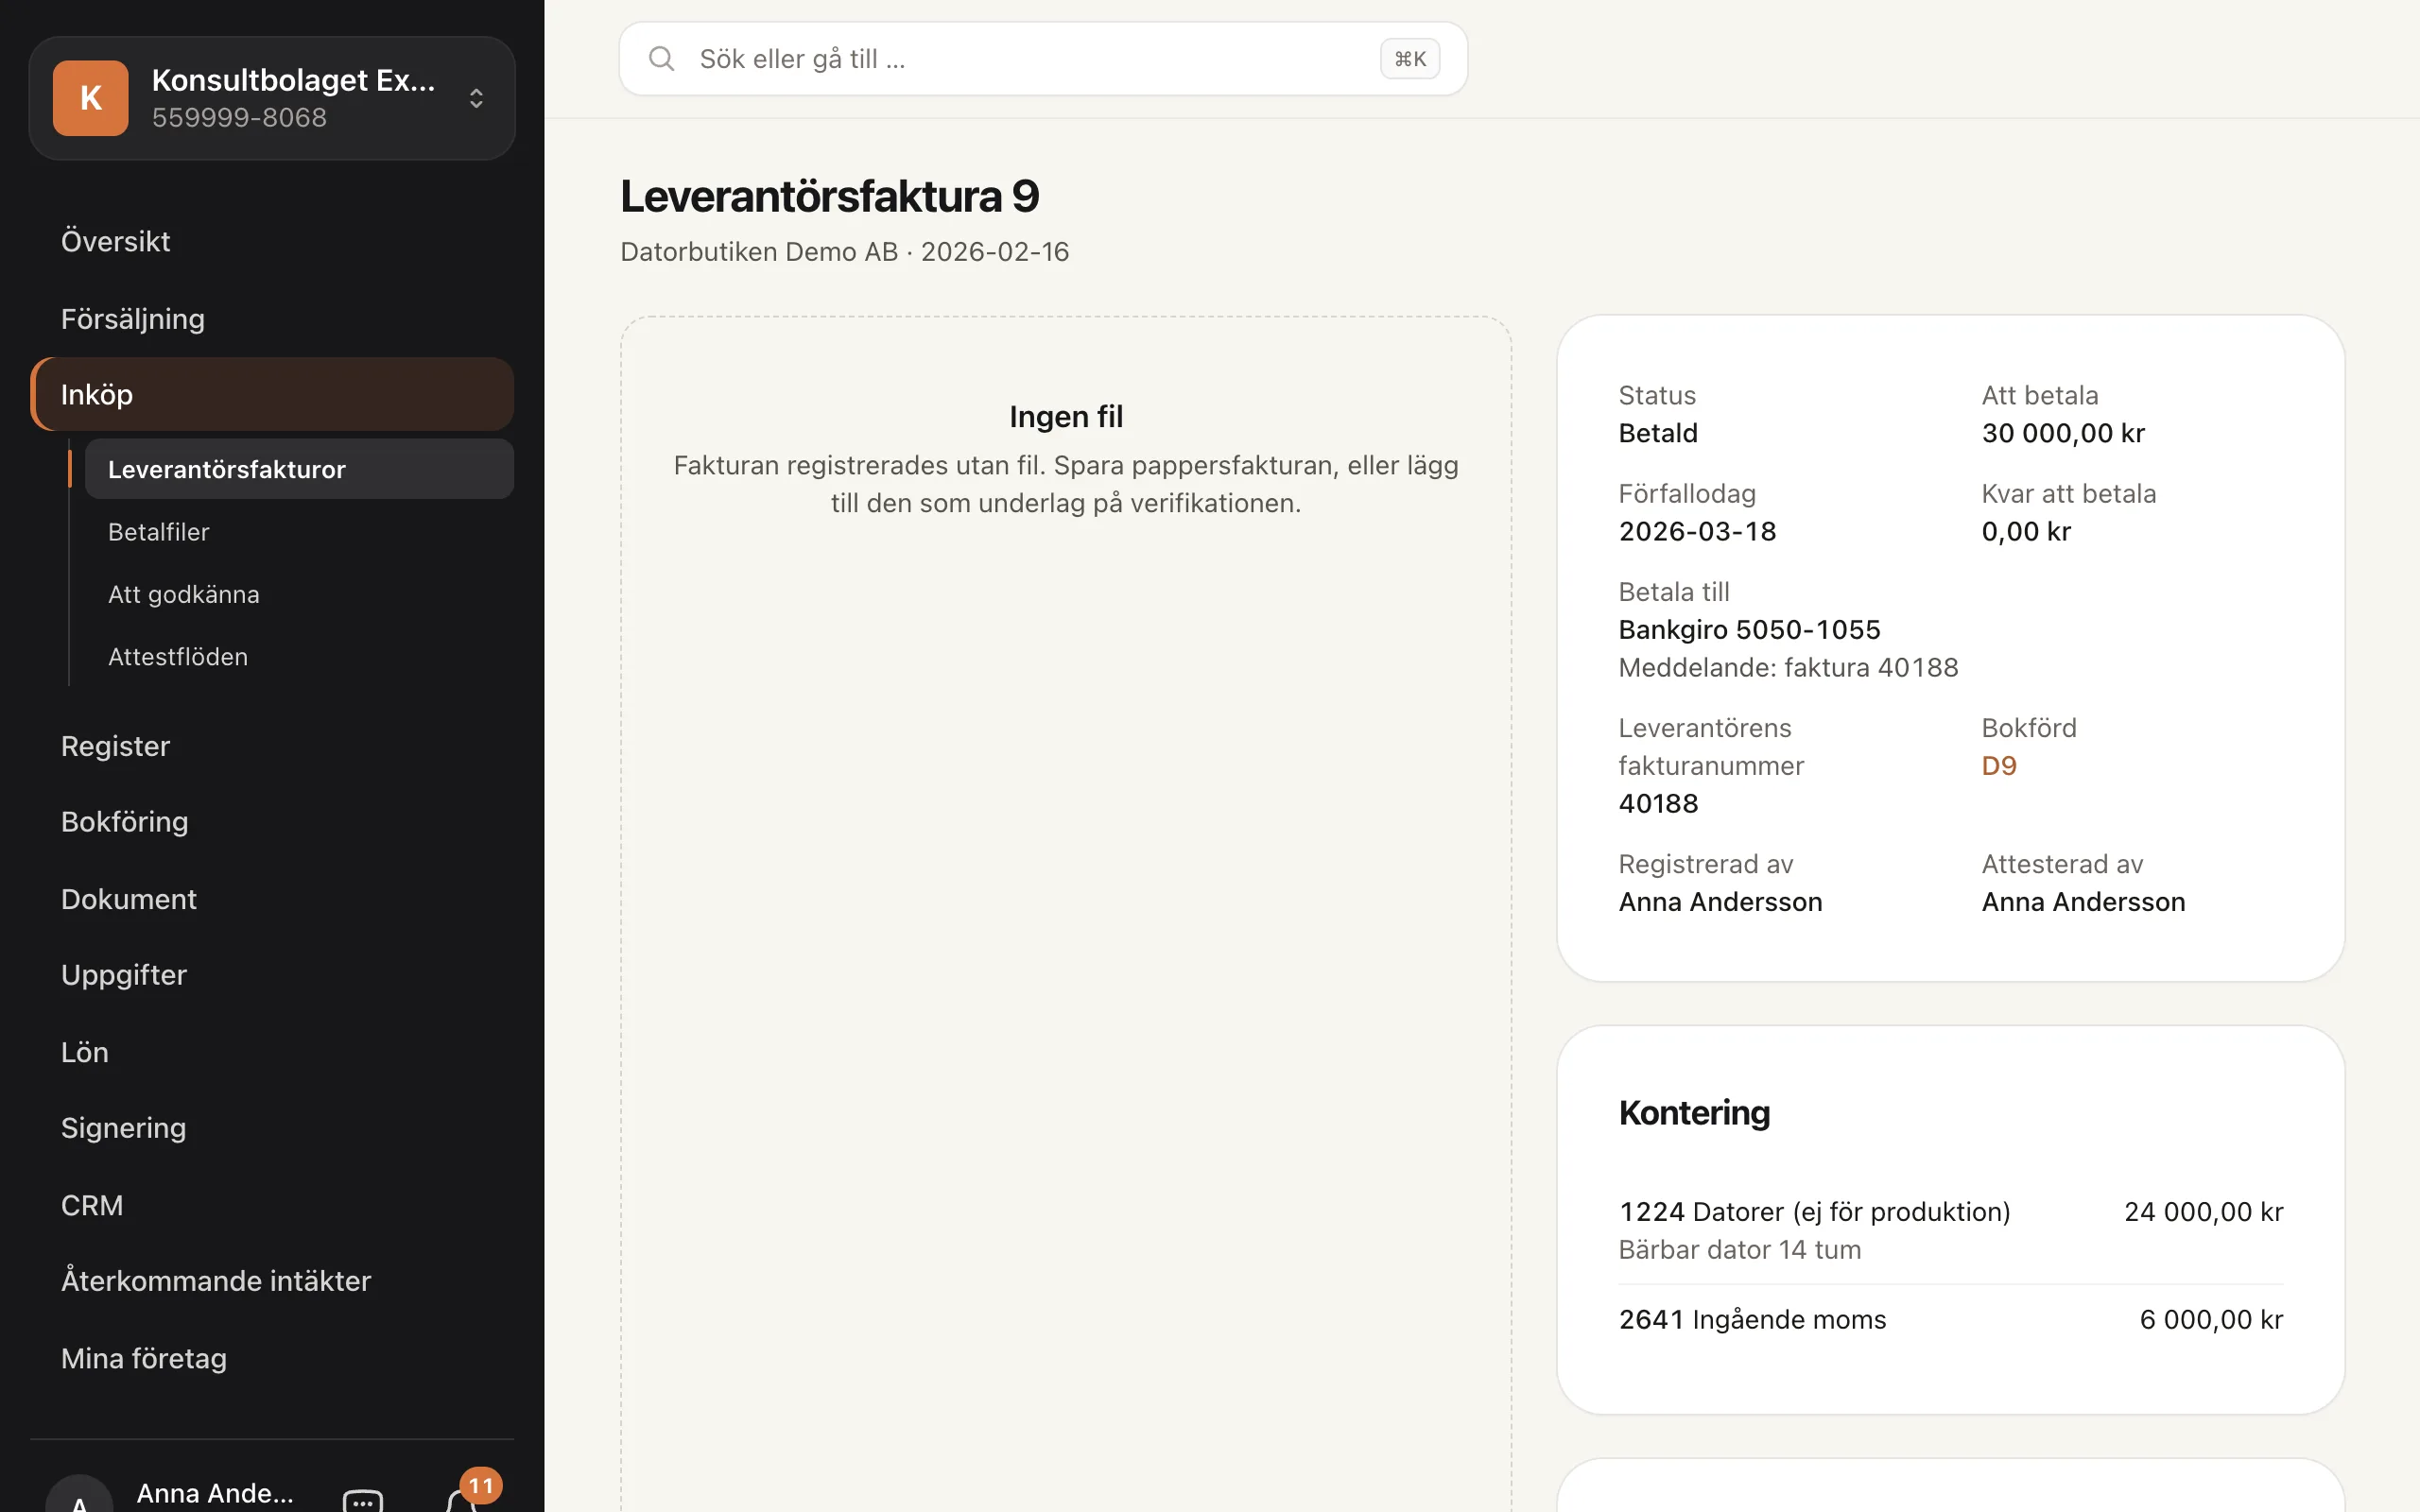 K
Konsultbolaget Ex...
559999-8068
Översikt
Försäljning
Inköp
Leverantörsfakturor
Betalfiler
Att godkänna
Attestflöden
Register
Bokföring
Dokument
Uppgifter
Lön
Signering
CRM
Återkommande intäkter
Mina företag
A
Anna Ande...
11
Sök eller gå till ...
⌘K
Leverantörsfaktura 9
Datorbutiken Demo AB · 2026-02-16
Ingen fil
Fakturan registrerades utan fil. Spara pappersfakturan, eller lägg
till den som underlag på verifikationen.
Status
Betald
Att betala
30 000,00 kr
Förfallodag
2026-03-18
Kvar att betala
0,00 kr
Betala till
Bankgiro 5050-1055
Meddelande: faktura 40188
Leverantörens
fakturanummer
40188
Bokförd
D9
Registrerad av
Anna Andersson
Attesterad av
Anna Andersson
Kontering
1224 Datorer (ej för produktion) 24 000,00 kr
Bärbar dator 14 tum
2641 Ingående moms 6 000,00 kr